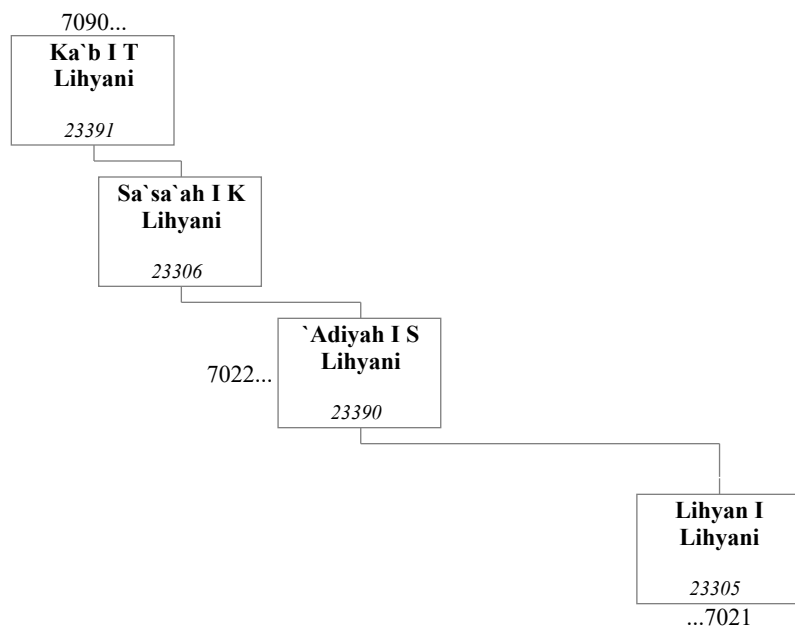 7090...
Ka`b I T
Lihyani
23391
Sa`sa`ah I K
Lihyani
23306
`Adiyah I S
Lihyani
7022...
23390
Lihyan I
Lihyani
23305
...7021